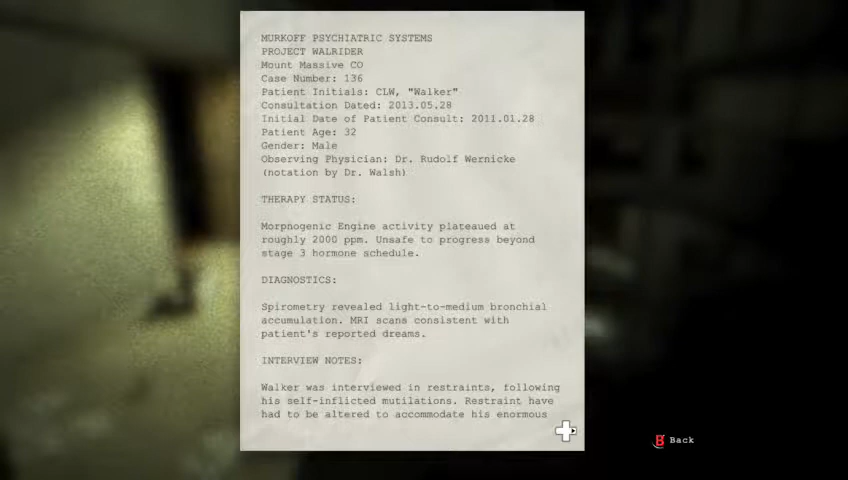 MURKOFF PSYCHIATRIC SYSTEMS
PROJECT WALRIDER
Mount Massive CO
Case Number: 136
Patient Initials: CLW, "Walker"
Consultation Dated: 2013.05.28
Initial Date of Patient Consult: 2011.01.28
Patient Age: 32
Gender: Male
Observing Physician: Dr. Rudolf Wernicke
(notation by Dr. Walsh)
THERAPY STATUS:
Morphogenic Engine activity plateaued at
roughly 2000 ppm. Unsafe to progress beyond
stage 3 hormone schedule.
DIAGNOSTICS:
Spirometry revealed light-to-medium bronchial
accumulation. MRI scans consistent with
patient's reported dreams.
INTERVIEW NOTES:
Walker was interviewed in restraints, following
his self-inflicted mutilations. Restraint have
had to be altered to accommodate his enormous
Back